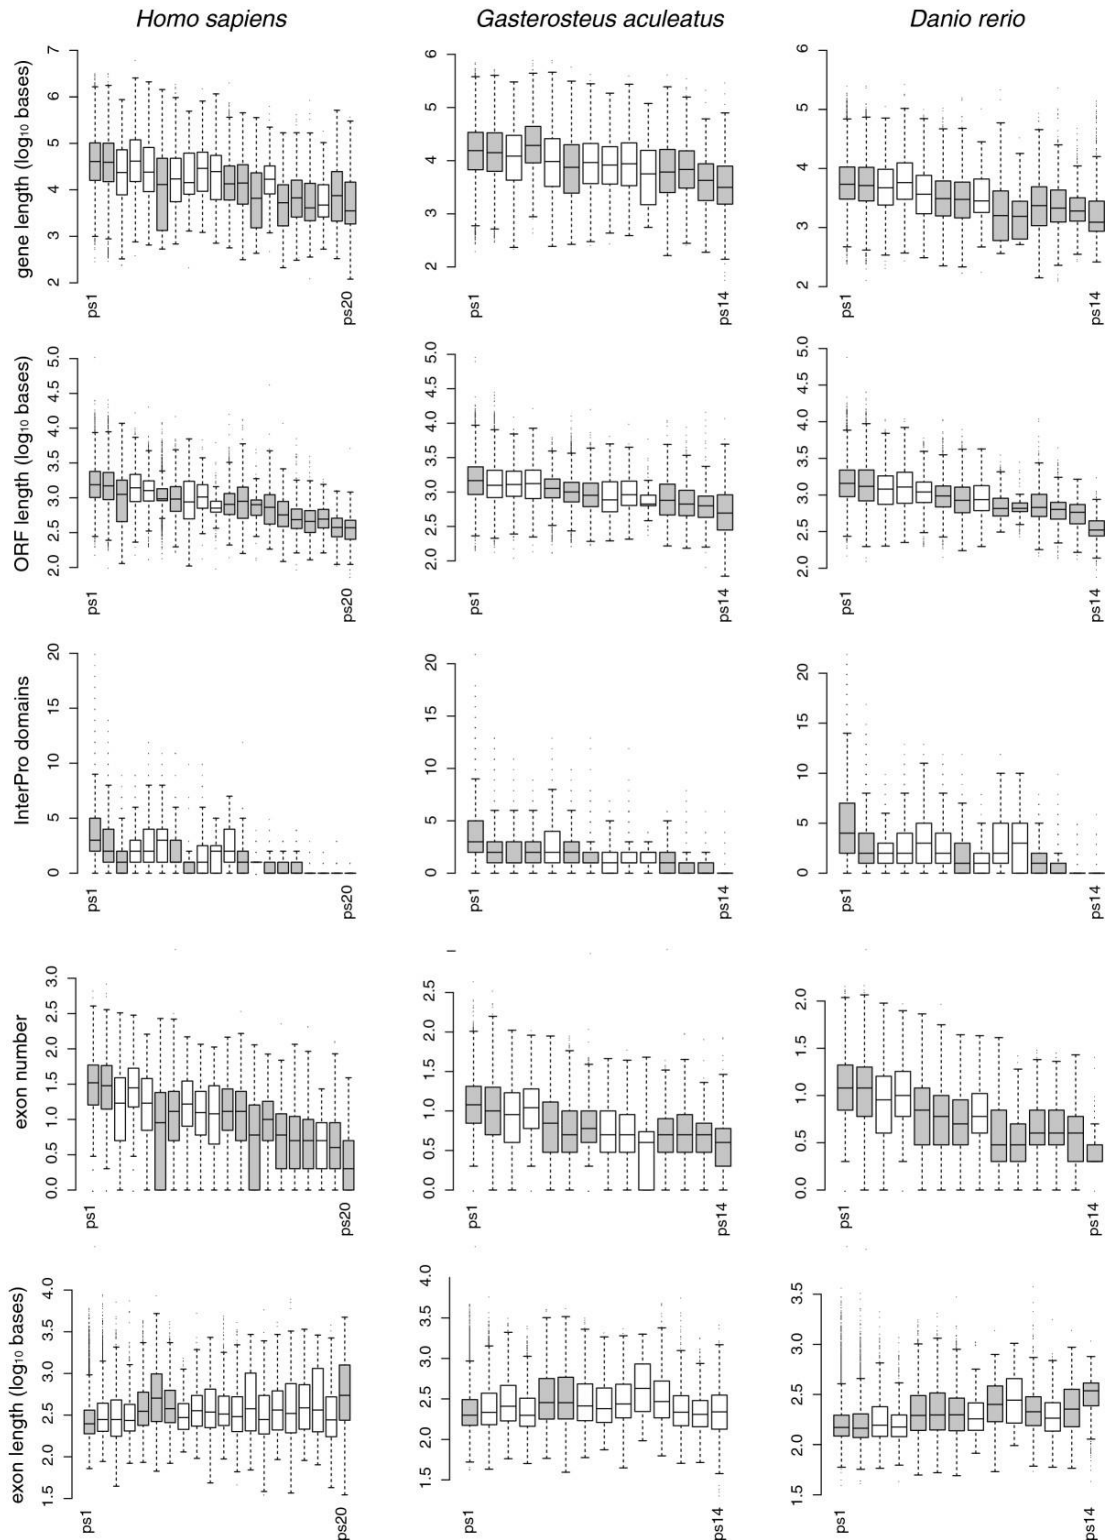 Homo sapiens
Gasterosteus aculeatus
Danio rerio
gene length (log10 bases)
2 3 4 5 6 7
ps1
ps20
2 3 4 5 6
ps1
ps14
2 3 4 5 6
ps1
ps14
ORF length (log10 bases)
2.0 2.5 3.0 3.5 4.0 4.5 5.0
ps1
ps20
2.0 2.5 3.0 3.5 4.0 4.5 5.0
ps1
ps14
2.0 2.5 3.0 3.5 4.0 4.5 5.0
ps1
ps14
InterPro domains
0 5 10 15 20
ps1
ps20
0 5 10 15 20
ps1
ps14
0 5 10 15 20
ps1
ps14
exon number
0.0 0.5 1.0 1.5 2.0 2.5 3.0
ps1
ps20
0.0 0.5 1.0 1.5 2.0 2.5
ps1
ps14
0.0 0.5 1.0 1.5 2.0
ps1
ps14
exon length (log10 bases)
1.5 2.0 2.5 3.0 3.5 4.0
ps1
ps20
1.5 2.0 2.5 3.0 3.5 4.0
ps1
ps14
1.5 2.0 2.5 3.0 3.5
ps1
ps14